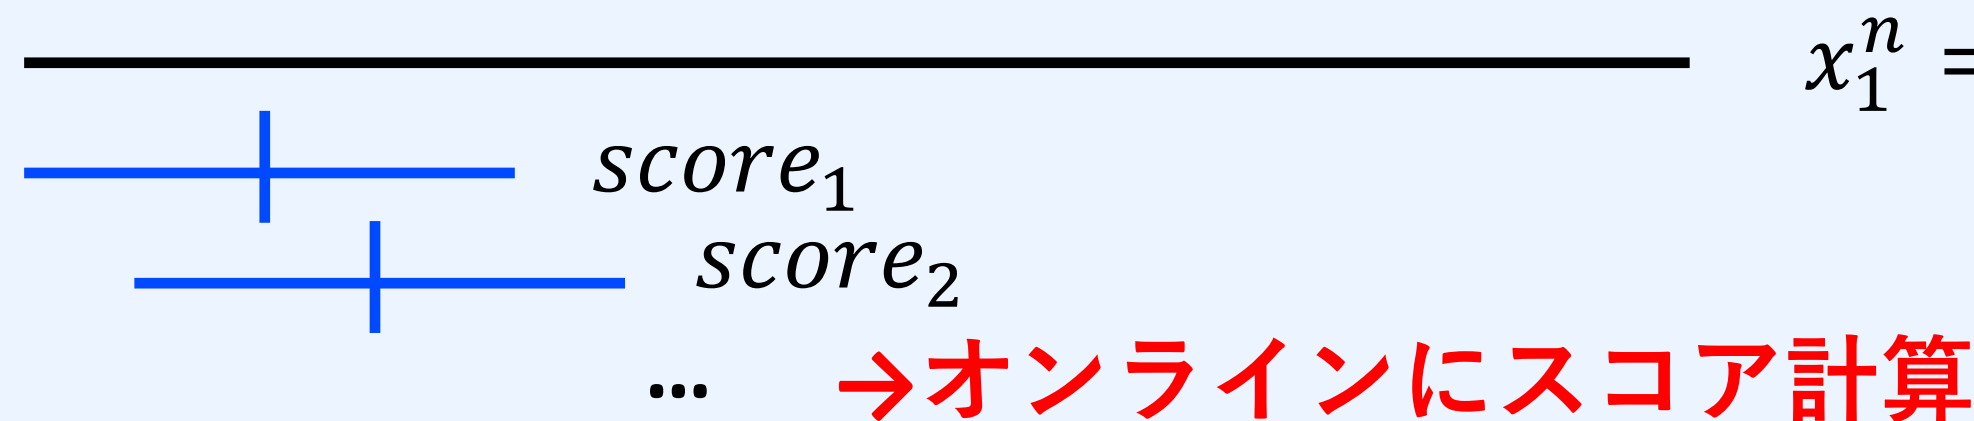 x_1^n =
score_1
score_2
… →オンラインにスコア計算